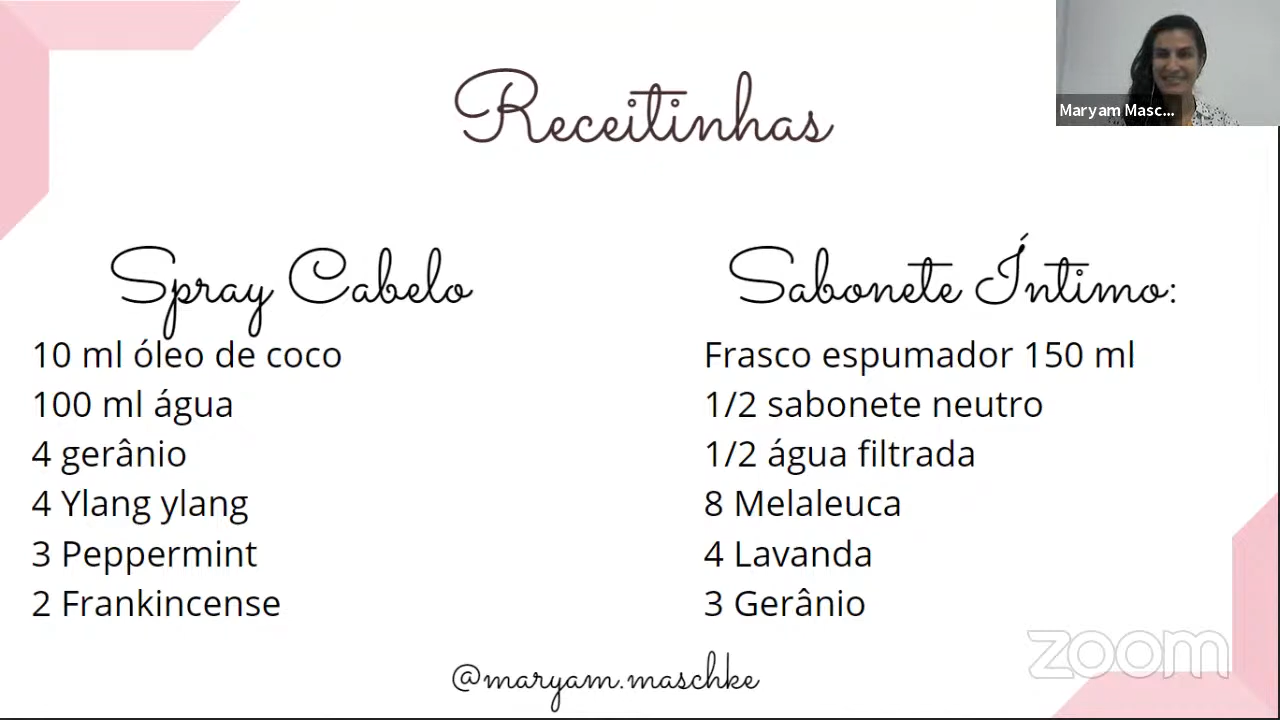 Maryam Masc...
Receitinhas
Spray Cabelo
10 ml óleo de coco
100 ml água
4 gerânio
4 Ylang ylang
3 Peppermint
2 Frankincense
Sabonete Íntimo:
Frasco espumador 150 ml
1/2 sabonete neutro
1/2 água filtrada
8 Melaleuca
4 Lavanda
3 Gerânio
@maryam.maschke
zoom